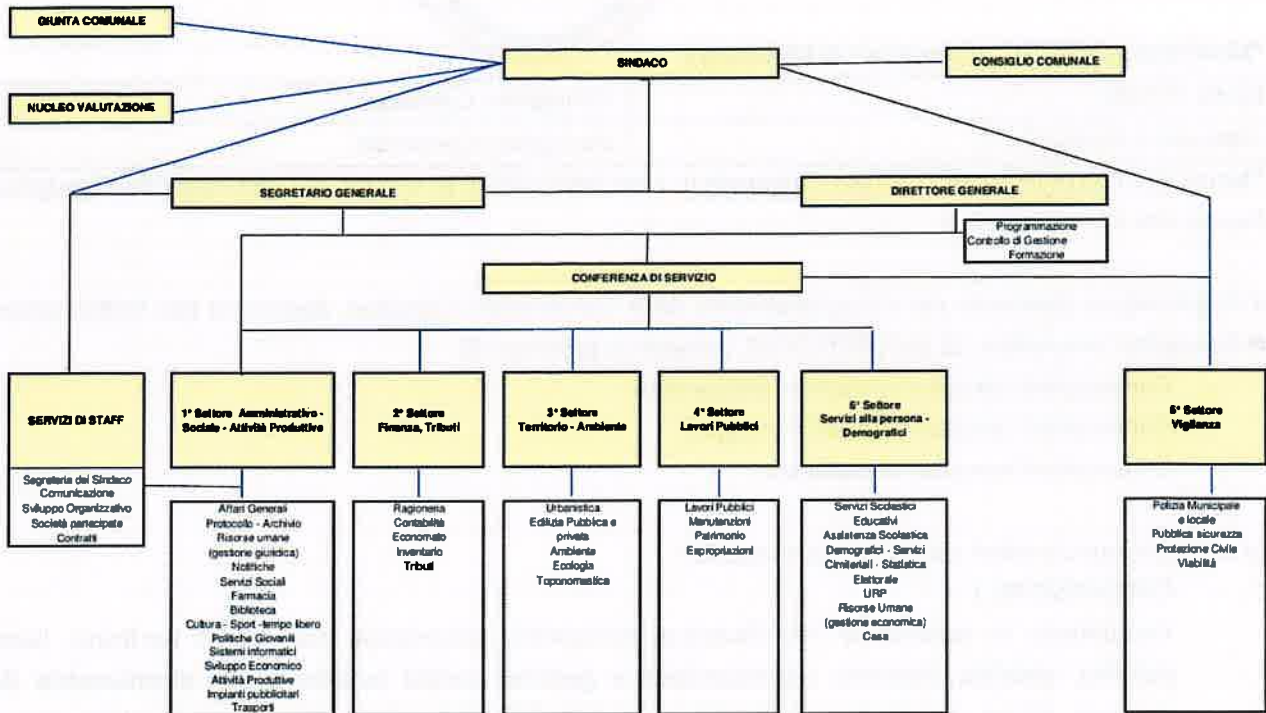 GIUNTA COMUNALE
SINDACO
CONSIGLIO COMUNALE
NUCLEO VALUTAZIONE
SEGRETARIO GENERALE
DIRETTORE GENERALE
Programmazione
Controllo di Gestione
Formazione
CONFERENZA DI SERVIZIO
SERVIZI DI STAFF
Segreteria del Sindaco
Comunicazione
Sviluppo Organizzativo
Società partecipate
Contratti
1° Settore Amministrativo -
Sociale - Attività Produttive
Affari Generali
Protocollo - Archivio
Risorse umane
(gestione giuridica)
Notifiche
Servizi Sociali
Farmacia
Biblioteca
Cultura - Sport - tempo libero
Politiche Giovanili
Sistemi informatici
Sviluppo Economico
Attività Produttive
Impianti pubblicitari
Trasporti
2° Settore
Finanza, Tributi
Ragioneria
Contabilità
Economato
Inventario
Tributi
3° Settore
Territorio - Ambiente
Urbanistica
Edilizia Pubblica e
privata
Ambiente
Ecologia
Toponomastica
4° Settore
Lavori Pubblici
Lavori Pubblici
Manutenzioni
Patrimonio
Espropriazioni
Settore
Servizi alla persona -
Demografici
Servizi Scolastici
Educativi
Assistenza Scolastica
Demografici - Servizi
Cimiteriali - Statistica
Elettorale
URP
Risorse Umane
(gestione economica)
Casa
Settore
Vigilanza
Polizia Municipale
e locale
Pubblica sicurezza
Protezione Civile
Viabilità